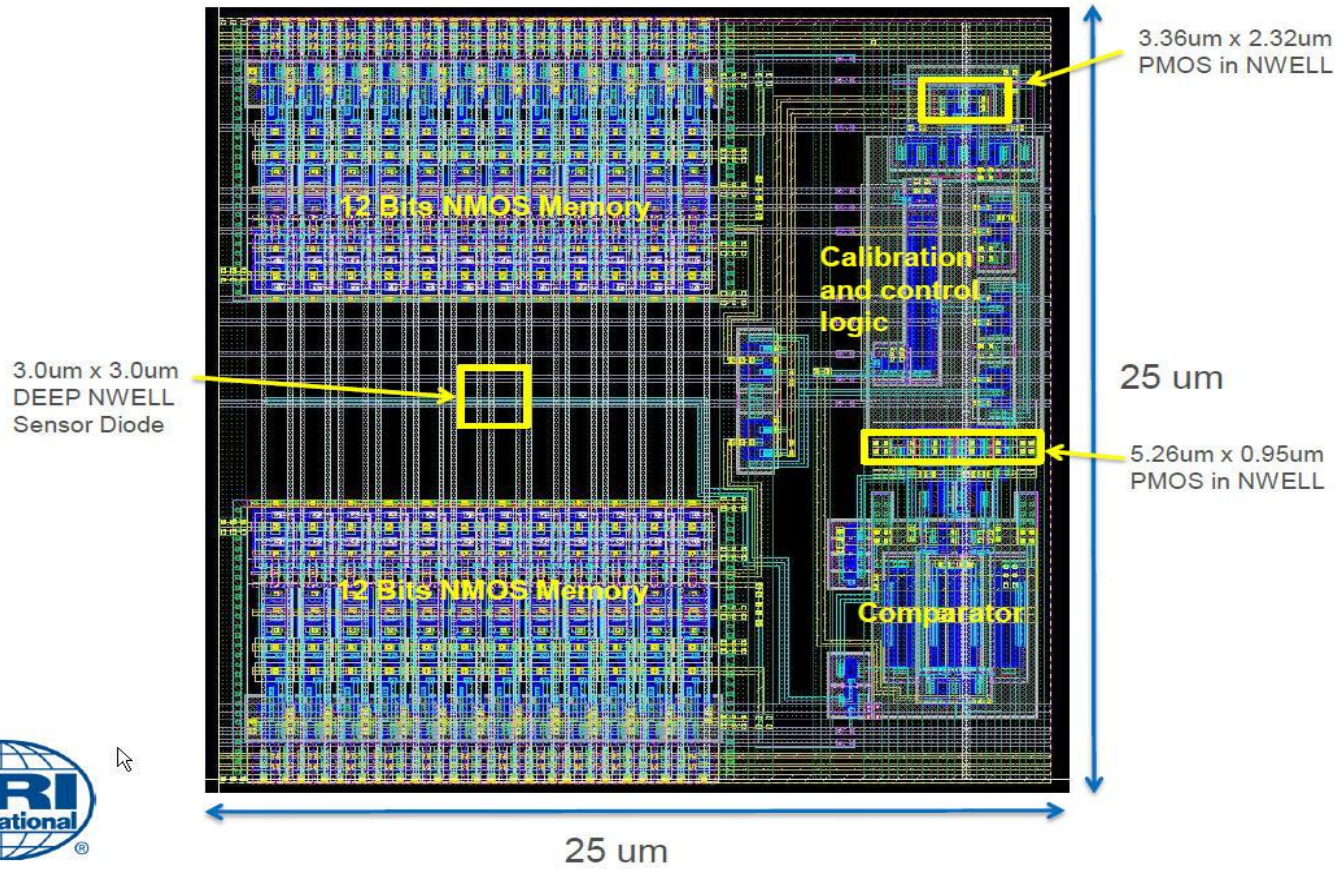 3.36um x 2.32um
PMOS in NWELL
12 Bits NMOS Memory
Calibration
and control
logic
3.0um x 3.0um
DEEP NWELL
Sensor Diode
25 um
5.26um x 0.95um
PMOS in NWELL
12 Bits NMOS Memory
Comparator
RI
ational
®
25 um